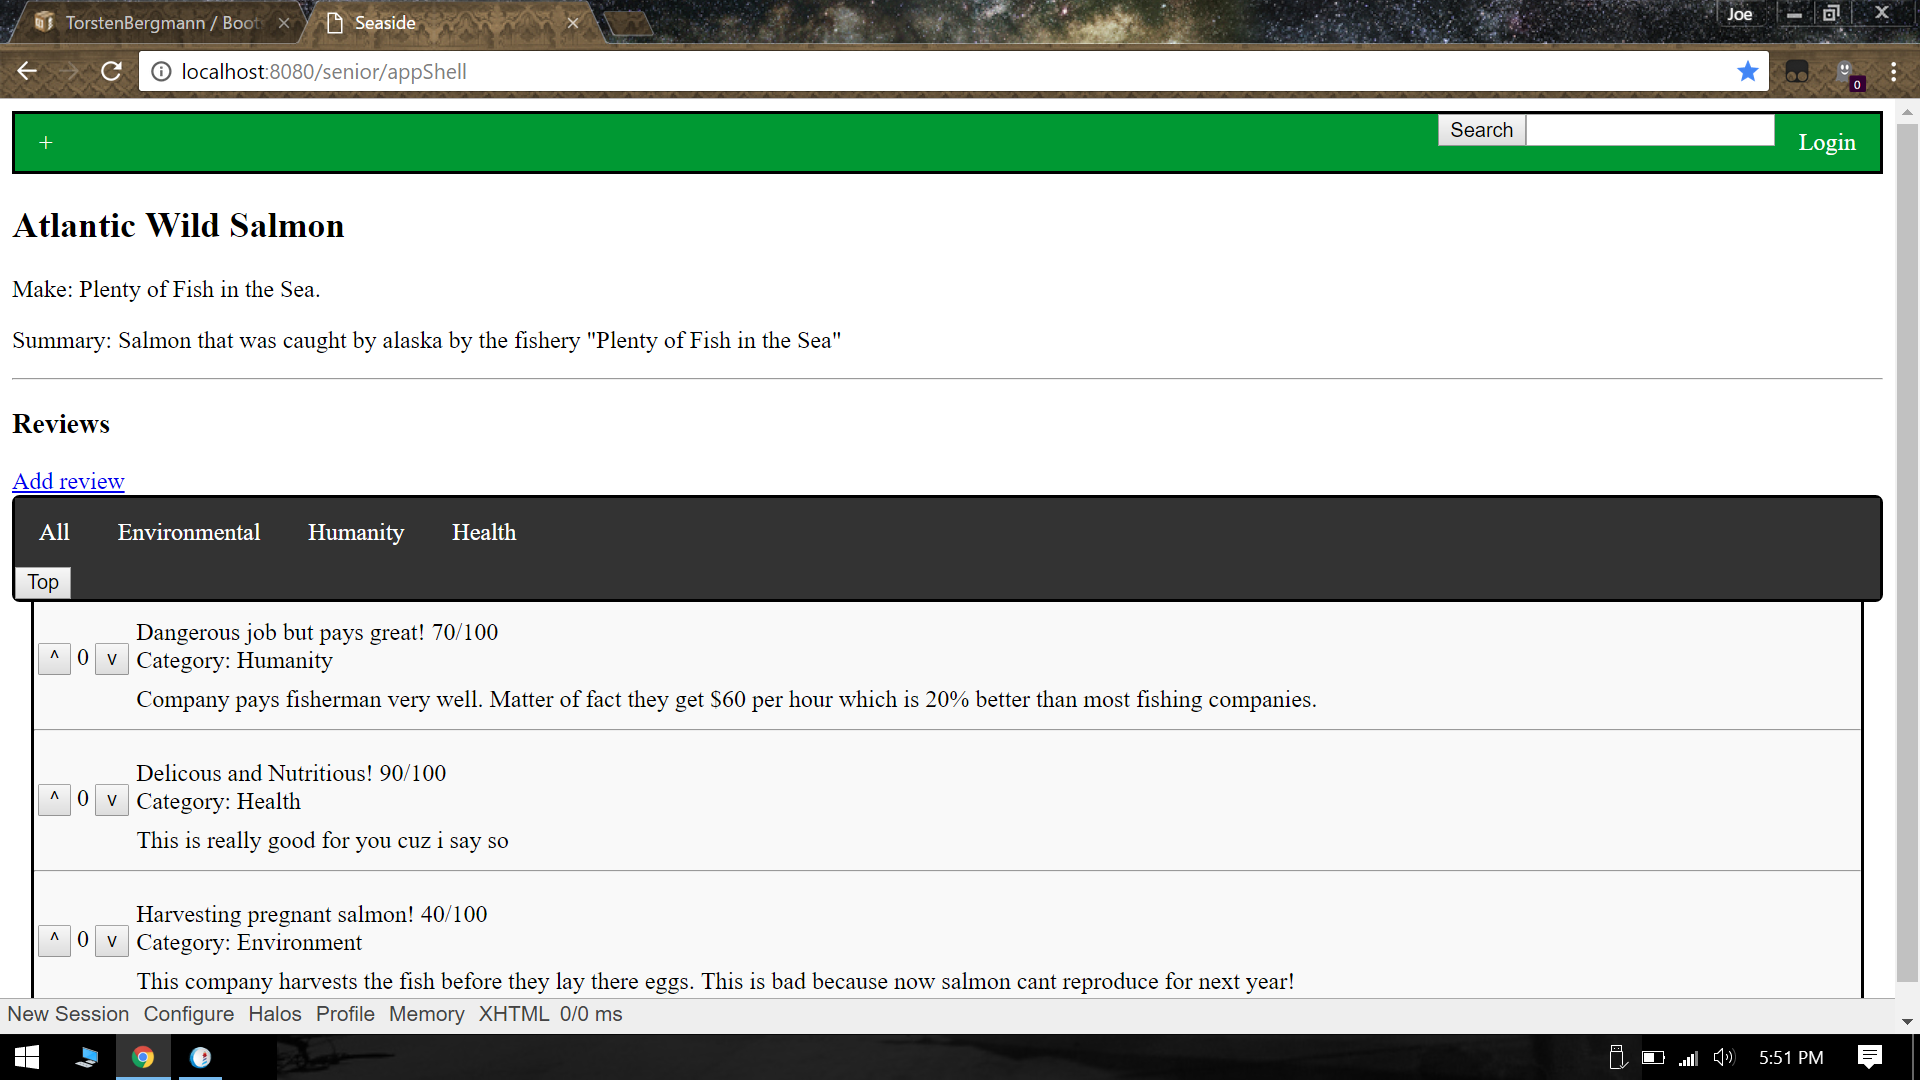 TorstenBergmann / Boots
Seaside
Joe
localhost:8080/senior/appShell
0
+
Search
Login
Atlantic Wild Salmon
Make: Plenty of Fish in the Sea.
Summary: Salmon that was caught by alaska by the fishery "Plenty of Fish in the Sea"
Reviews
Add review
All Environmental Humanity Health
Top
Dangerous job but pays great! 70/100
^ 0 v
Category: Humanity
Company pays fisherman very well. Matter of fact they get $60 per hour which is 20% better than most fishing companies.
Delicous and Nutritious! 90/100
^ 0 v
Category: Health
This is really good for you cuz i say so
Harvesting pregnant salmon! 40/100
^ 0 v
Category: Environment
This company harvests the fish before they lay there eggs. This is bad because now salmon cant reproduce for next year!
New Session Configure Halos Profile Memory XHTML 0/0 ms
5:51 PM